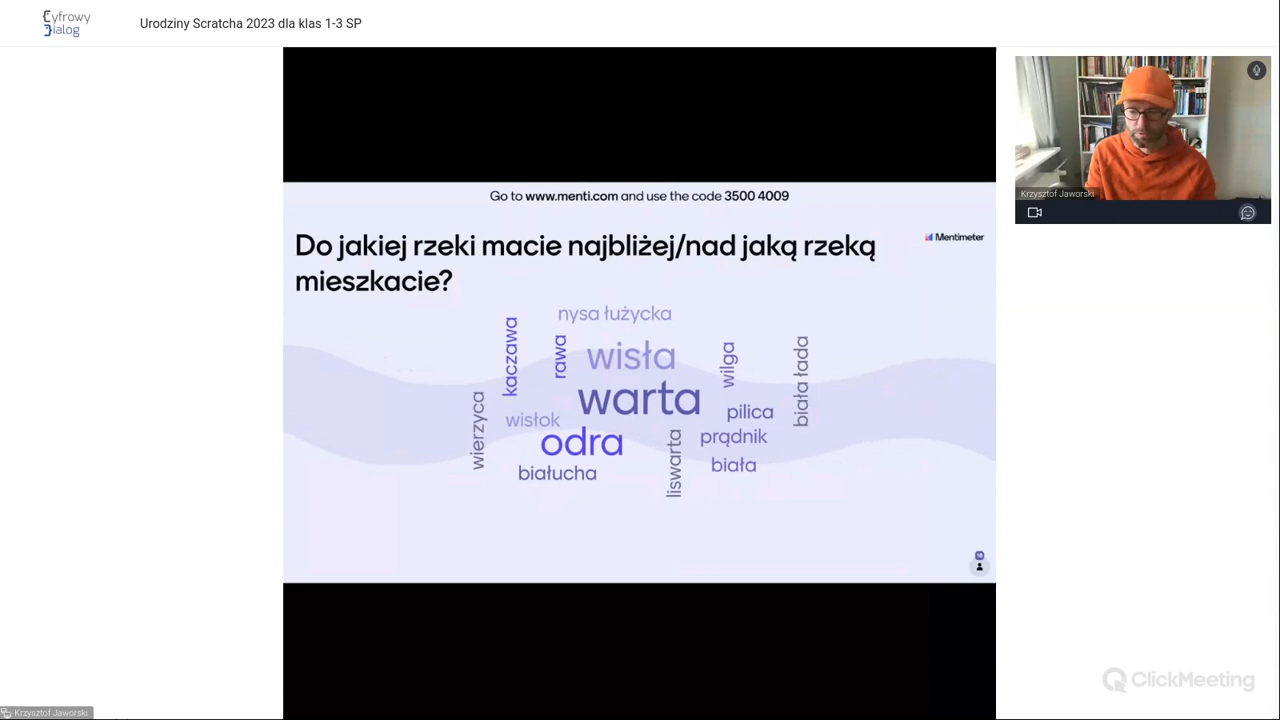 Cyfrowy
Dialog
Urodziny Scratcha 2023 dla klas 1-3 SP
Krzysztof Jaworski
Go to www.menti.com and use the code 3500 4009
Mentimeter
Do jakiej rzeki macie najbliżej/nad jaką rzeką
mieszkacie?
nysa łużycka
kaczawa
rawa
wisła
wilga
biała łada
warta
wierzyca
wisłok
pilica
odra
prądnik
liswarta
biała
białucha
ClickMeeting
Krzysztof Jaworski